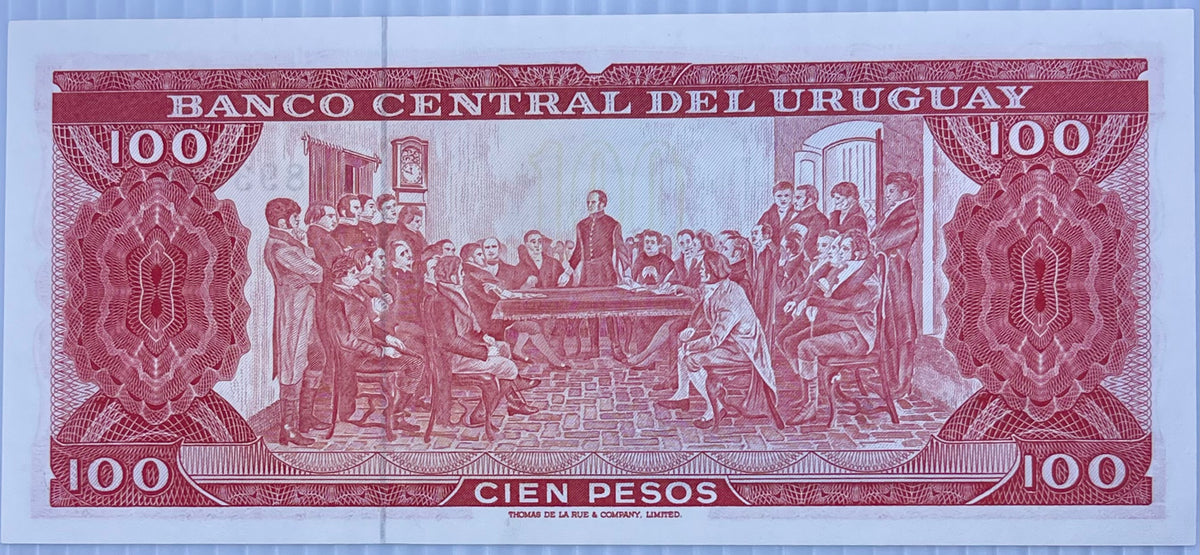 BANCO CENTRAL DEL URUGUAY
100 100
100 100
CIEN PESOS
THOMAS DE LA RUE & COMPANY, LIMITED.